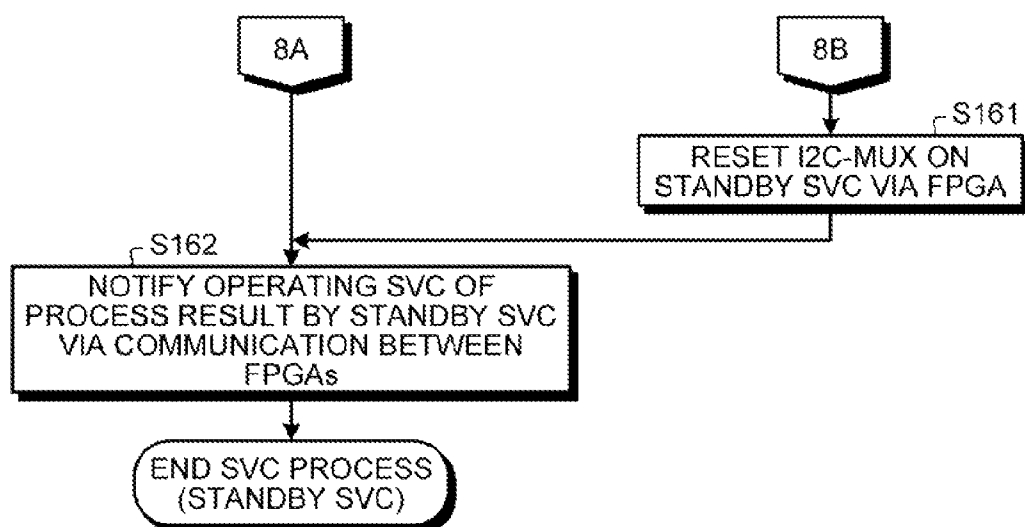 8A
8B
S161
RESET I2C-MUX ON
STANDBY SVC VIA FPGA
S162
NOTIFY OPERATING SVC OF
PROCESS RESULT BY STANDBY SVC
VIA COMMUNICATION BETWEEN
FPGAs
END SVC PROCESS
(STANDBY SVC)